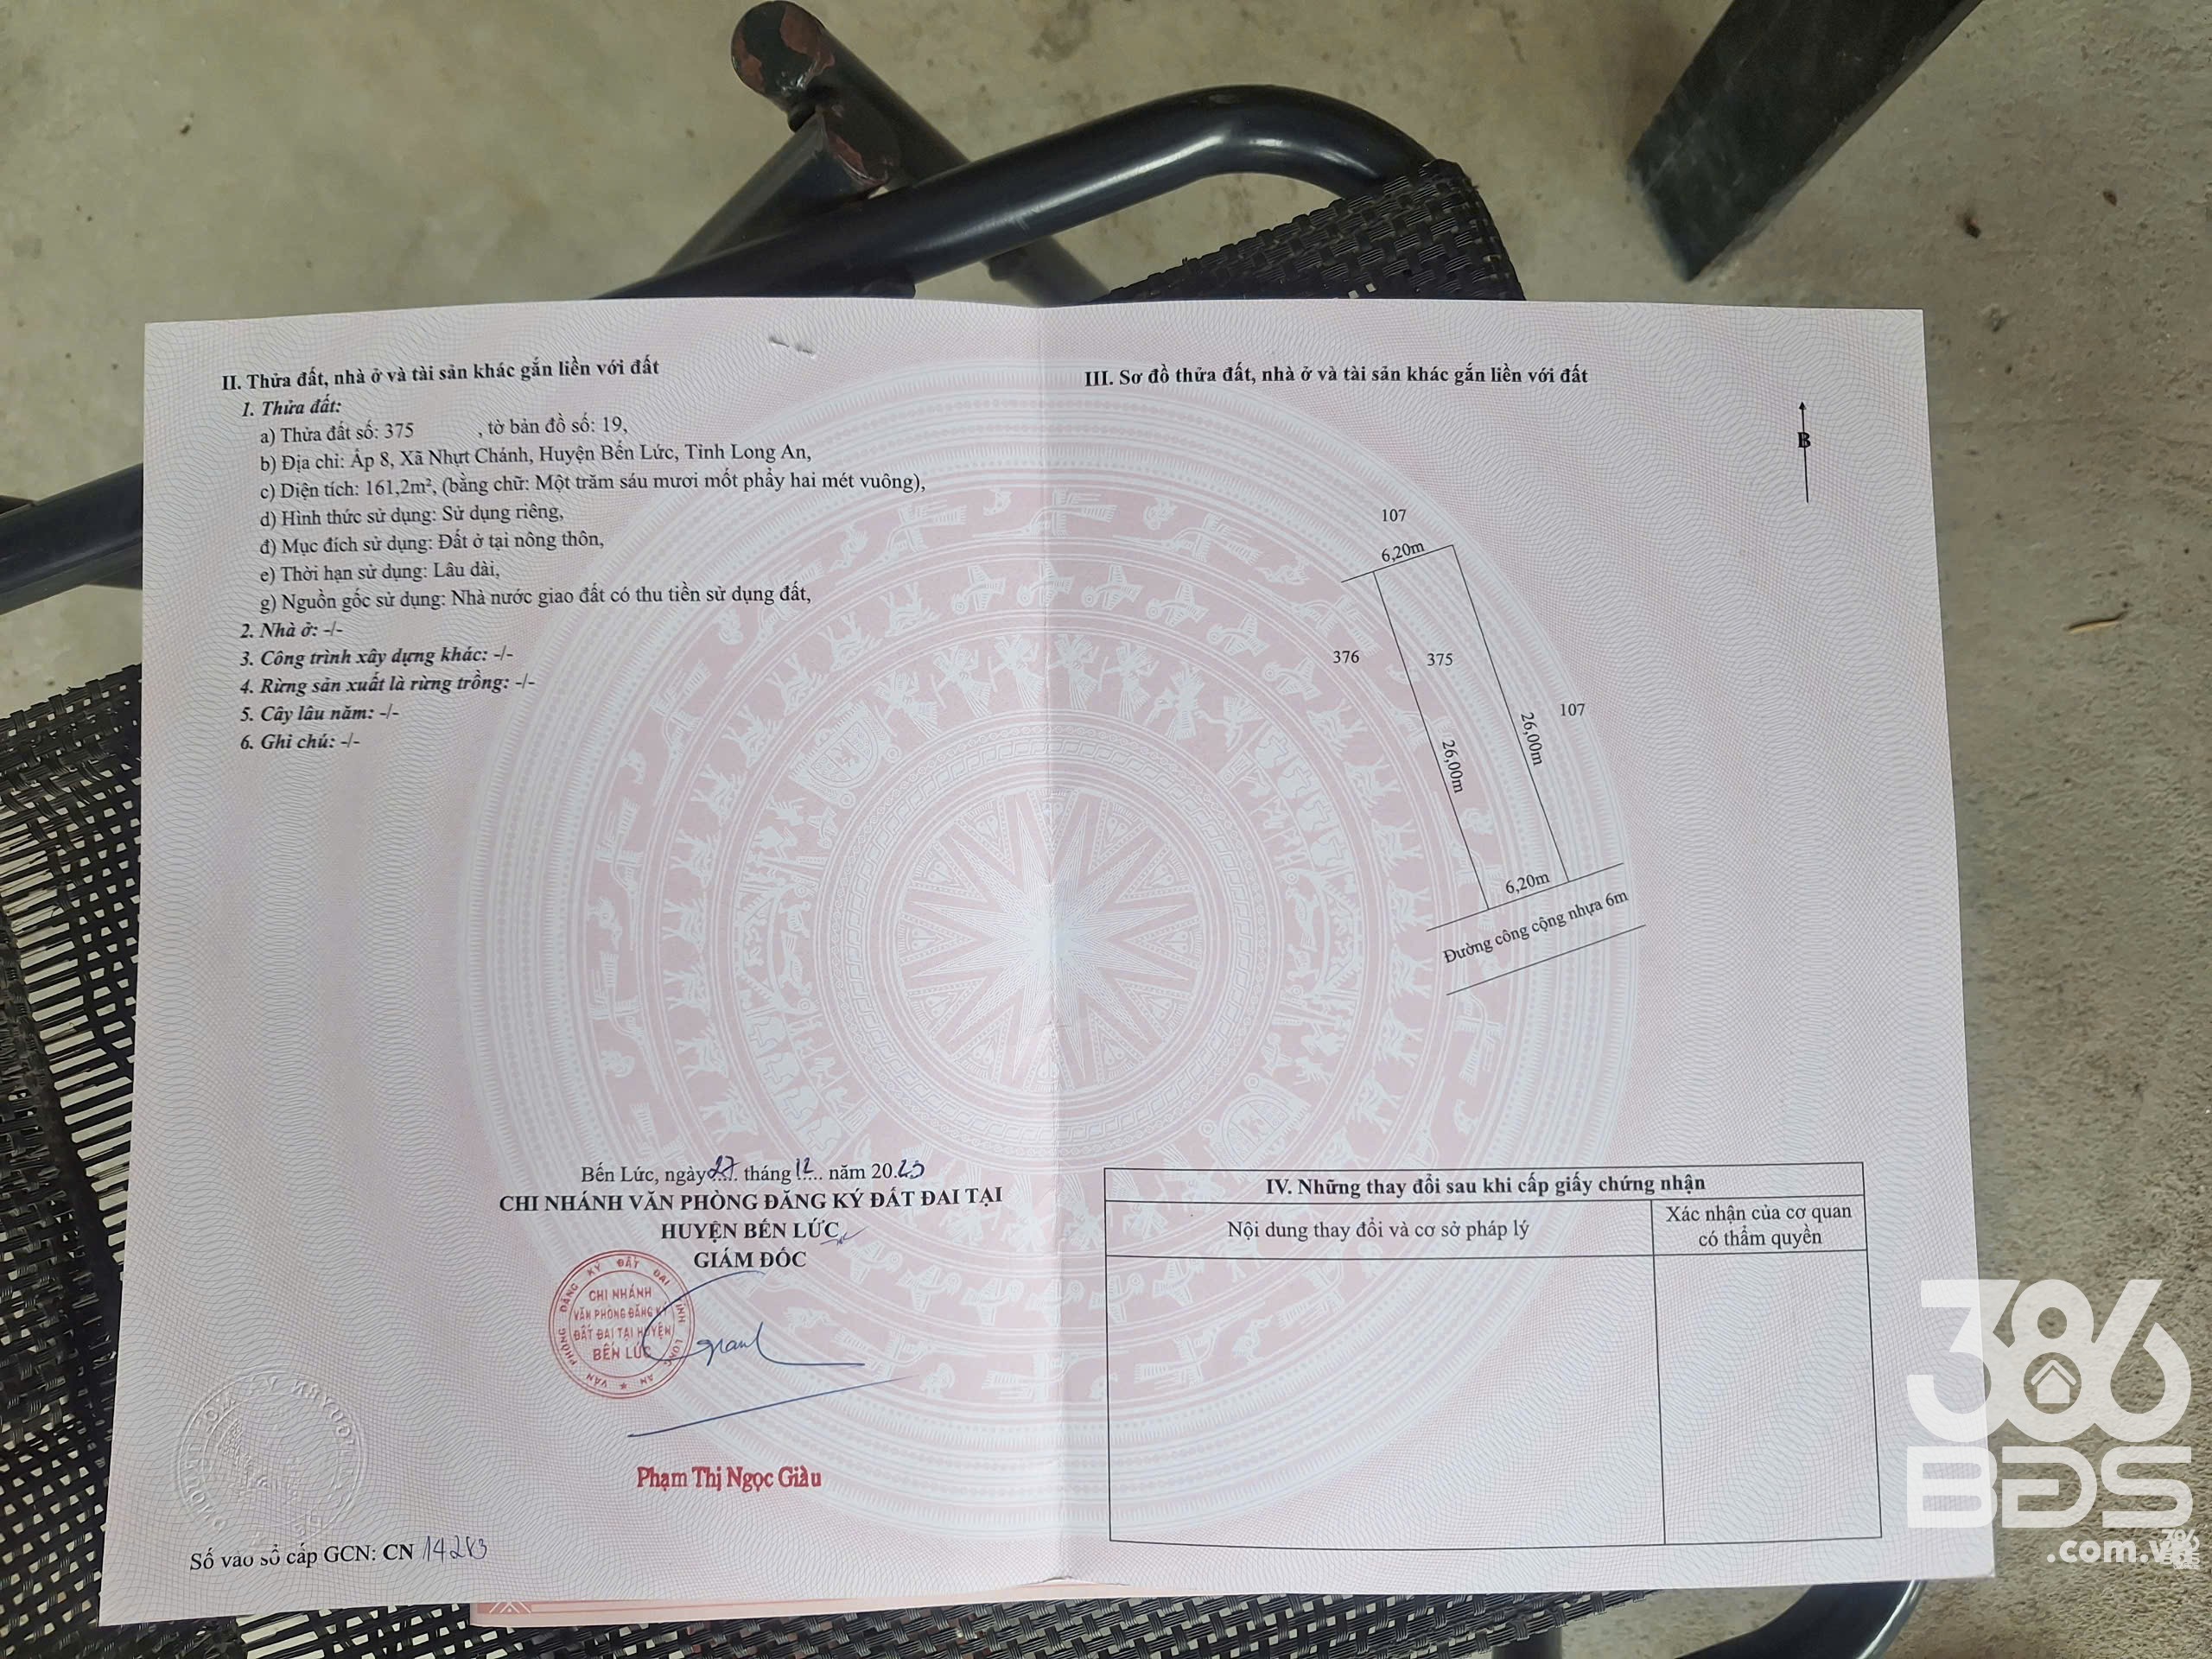 II. Thửa đất, nhà ở và tài sản khác gắn liền với đất
1. Thửa đất:
a) Thửa đất số: 375 , tờ bản đồ số: 19,
b) Địa chỉ: Ấp 8, Xã Nhựt Chánh, Huyện Bến Lức, Tỉnh Long An,
c) Diện tích: 161,2m², (bằng chữ: Một trăm sáu mươi mốt phẩy hai mét vuông),
d) Hình thức sử dụng: Sử dụng riêng,
đ) Mục đích sử dụng: Đất ở tại nông thôn,
e) Thời hạn sử dụng: Lâu dài,
g) Nguồn gốc sử dụng: Nhà nước giao đất có thu tiền sử dụng đất,
2. Nhà ở: -/-
3. Công trình xây dựng khác: -/-
4. Rừng sản xuất là rừng trồng: -/-
5. Cây lâu năm: -/-
6. Ghi chú: -/-
Bến Lức, ngày 27 tháng 12 năm 2023
CHI NHÁNH VĂN PHÒNG ĐĂNG KÝ ĐẤT ĐAI TẠI
HUYỆN BẾN LỨC
GIÁM ĐỐC
VĂN PHÒNG ĐĂNG KÝ ĐẤT ĐAI TỈNH LONG AN
CHI NHÁNH
VĂN PHÒNG ĐĂNG KÝ
ĐẤT ĐAI TẠI HUYỆN
BẾN LỨC
Phạm Thị Ngọc Giàu
Số vào sổ cấp GCN: CN 14283
III. Sơ đồ thửa đất, nhà ở và tài sản khác gắn liền với đất
B
107
6,20m
376
375
107
26,00m
26,00m
6,20m
Đường công cộng nhựa 6m
IV. Những thay đổi sau khi cấp giấy chứng nhận
Nội dung thay đổi và cơ sở pháp lý
Xác nhận của cơ quan
có thẩm quyền
386
BĐS
.com.v